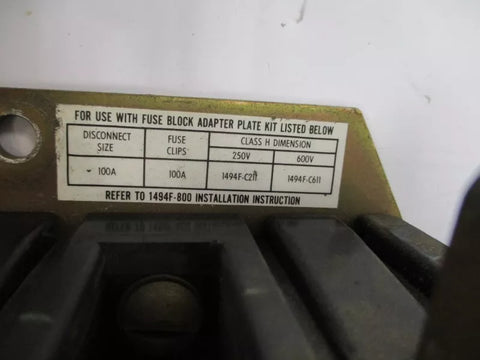 FOR USE WITH FUSE BLOCK ADAPTER PLATE KIT LISTED BELOW
DISCONNECT SIZE FUSE CLIPS CLASS H DIMENSION
250V 600V
100A 100A 1494F-C211 1494F-C611
REFER TO 1494F-800 INSTALLATION INSTRUCTION